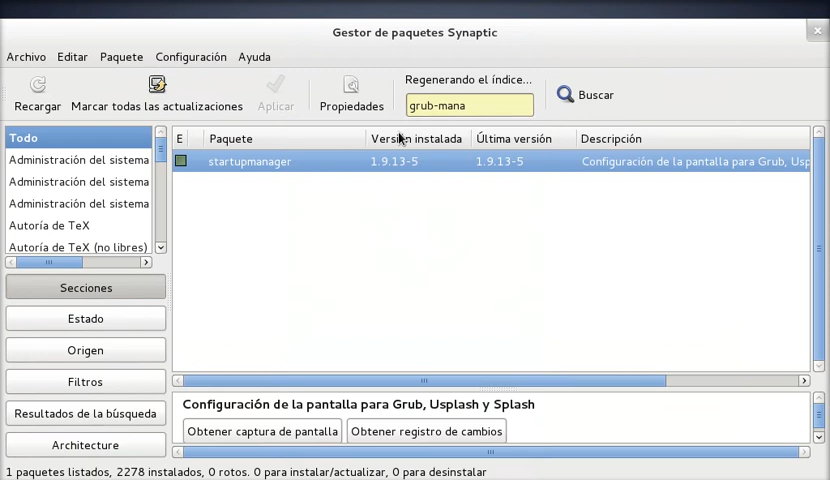 Gestor de paquetes Synaptic
Archivo Editar Paquete Configuración Ayuda
Regenerando el índice...
Recargar Marcar todas las actualizaciones Aplicar Propiedades grub-mana Buscar
Todo
Administración del sistema
Administración del sistema
Administración del sistema
Autoría de TeX
Autoría de TeX (no libres)
Secciones
Estado
Origen
Filtros
Resultados de la búsqueda
Architecture
E Paquete Versión instalada Última versión Descripción
startupmanager 1.9.13-5 1.9.13-5 Configuración de la pantalla para Grub, Usp
Configuración de la pantalla para Grub, Usplash y Splash
Obtener captura de pantalla Obtener registro de cambios
1 paquetes listados, 2278 instalados, 0 rotos. 0 para instalar/actualizar, 0 para desinstalar